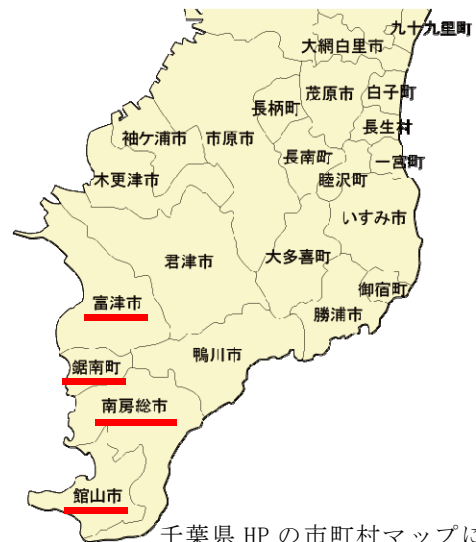 九十九里町
大網白里市
茂原市
白子町
長柄町
長生村
袖ケ浦市
市原市
長南町
一宮町
木更津市
睦沢町
いすみ市
君津市
大多喜町
富津市
御宿町
勝浦市
鴨川市
鋸南町
南房総市
館山市
千葉県 HP の市町村マップに